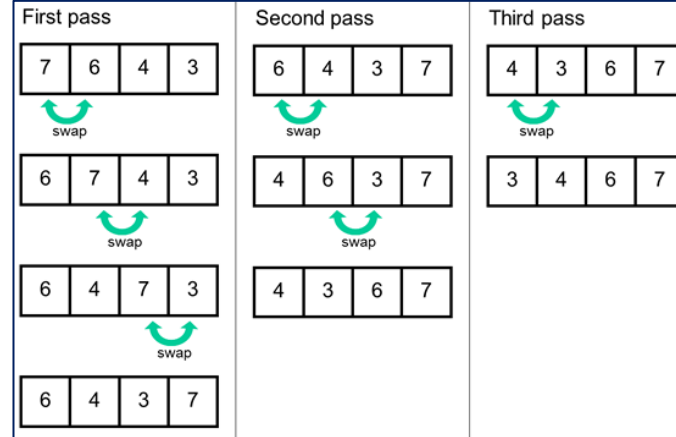 First pass
7 6 4 3
swap
6 7 4 3
swap
6 4 7 3
swap
6 4 3 7
Second pass
6 4 3 7
swap
4 6 3 7
swap
4 3 6 7
Third pass
4 3 6 7
swap
3 4 6 7